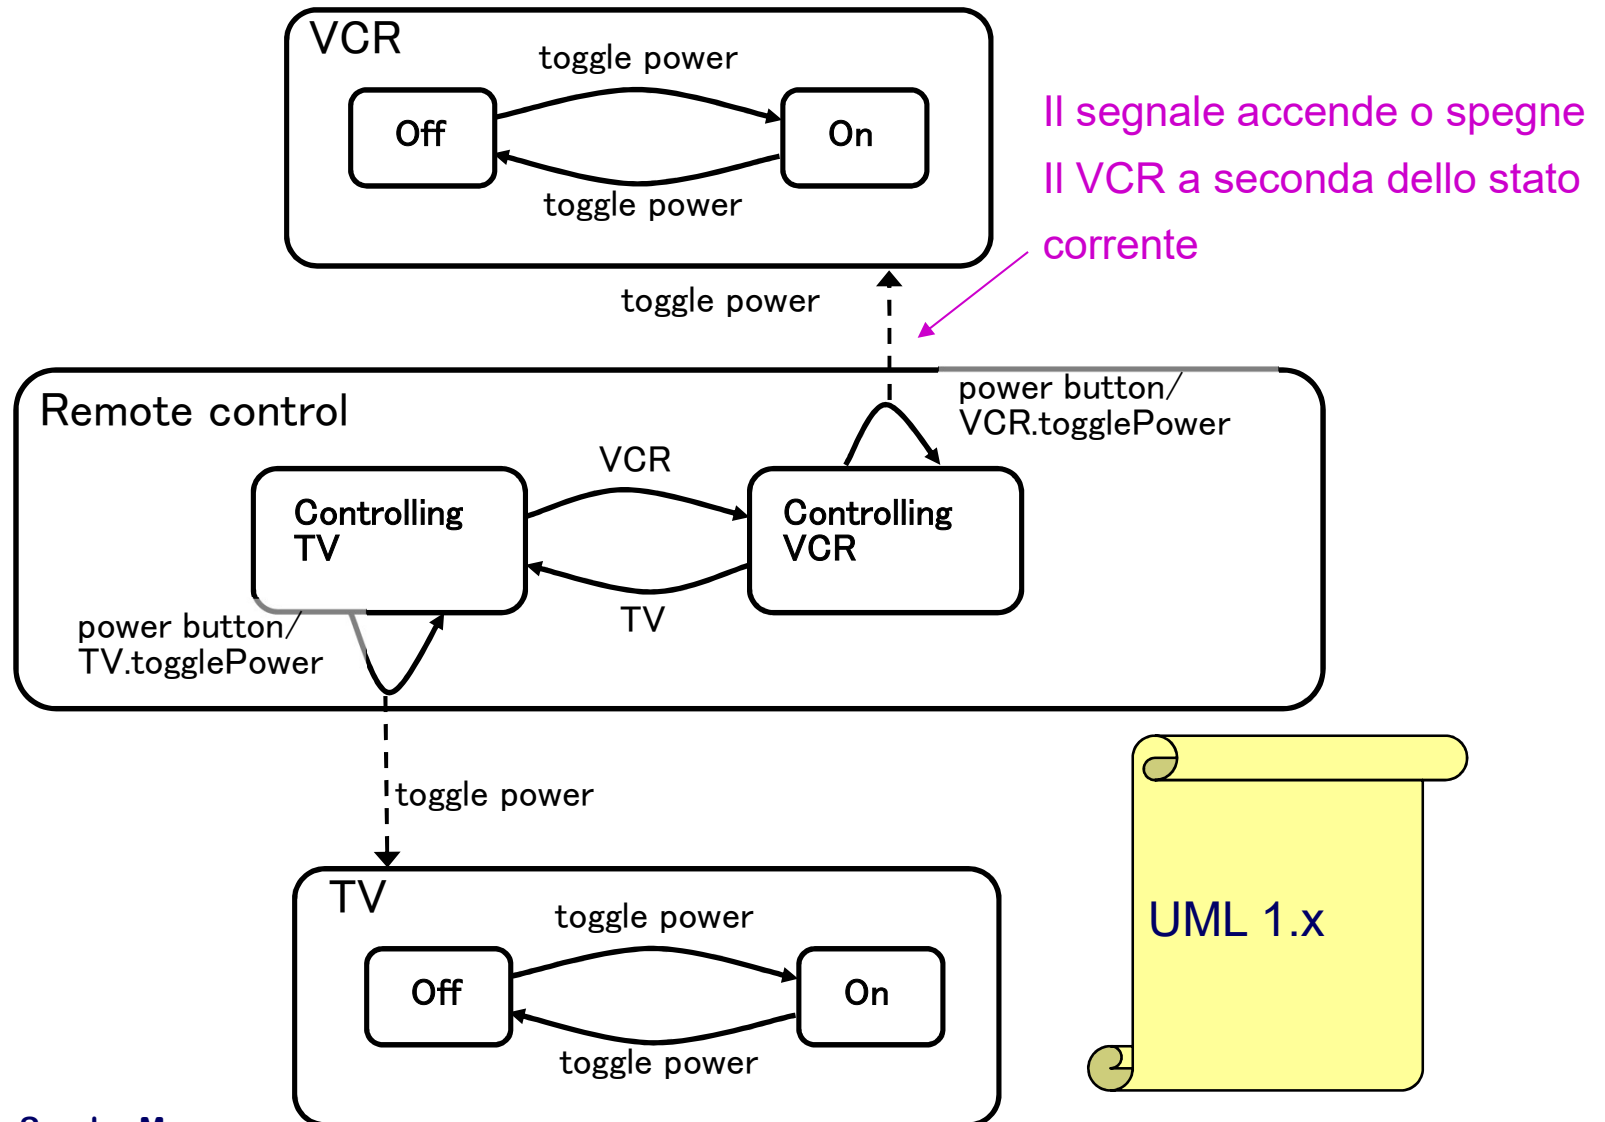 VCR
toggle power
Off
On
toggle power
Il segnale accende o spegne
Il VCR a seconda dello stato
corrente
toggle power
Remote control
power button/
VCR.togglePower
VCR
Controlling
TV
Controlling
VCR
TV
power button/
TV.togglePower
toggle power
TV
toggle power
Off
On
toggle power
UML 1.x